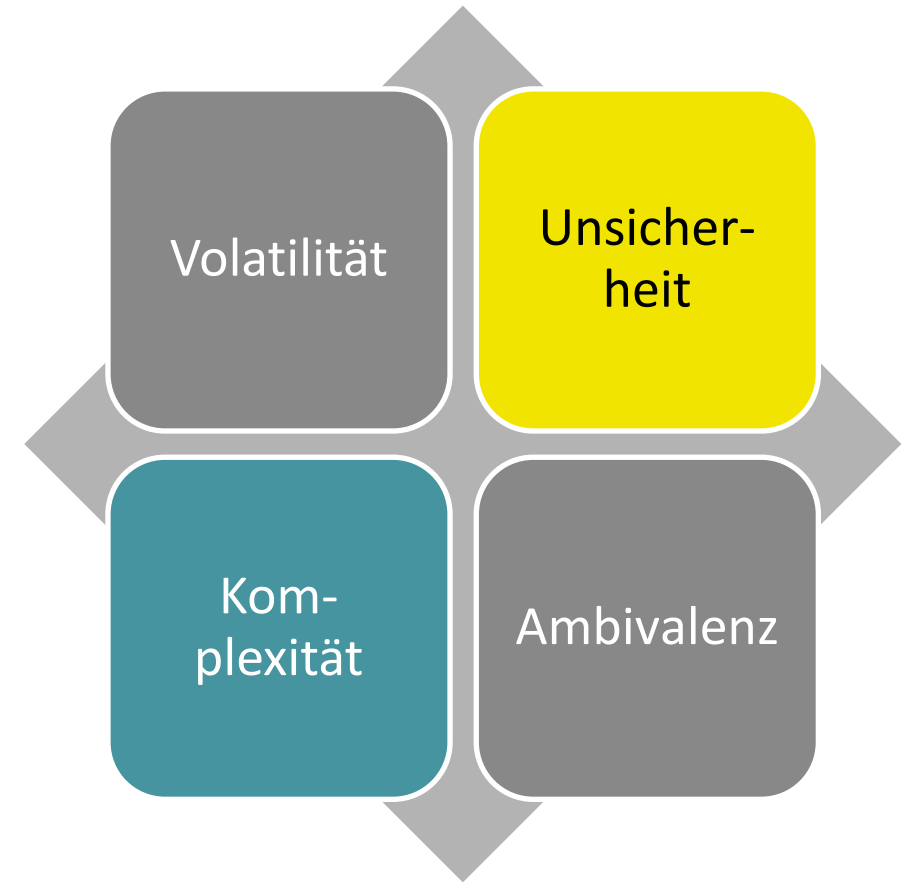 Volatilität
Unsicher-
heit
Kom-
plexität
Ambivalenz